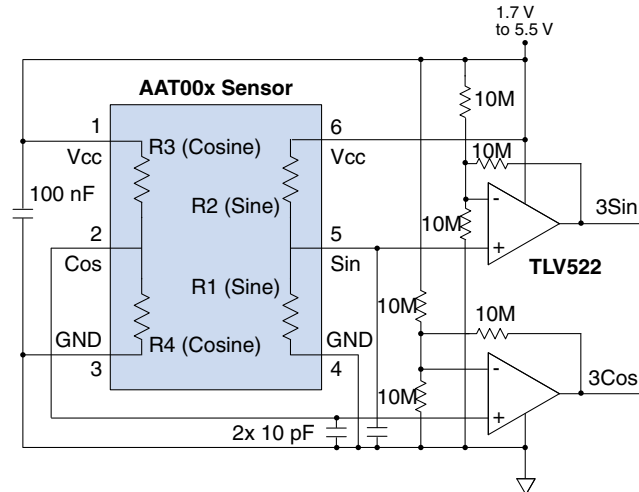 1.7 V
to 5.5 V
AAT00x Sensor
1
Vcc
R3 (Cosine)
6
Vcc
10M
10M
100 nF
R2 (Sine)
10M
-
+
3Sin
2
Cos
5
Sin
TLV522
R1 (Sine)
10M
10M
GND
3
R4 (Cosine)
GND
4
10M
-
+
3Cos
2x 10 pF